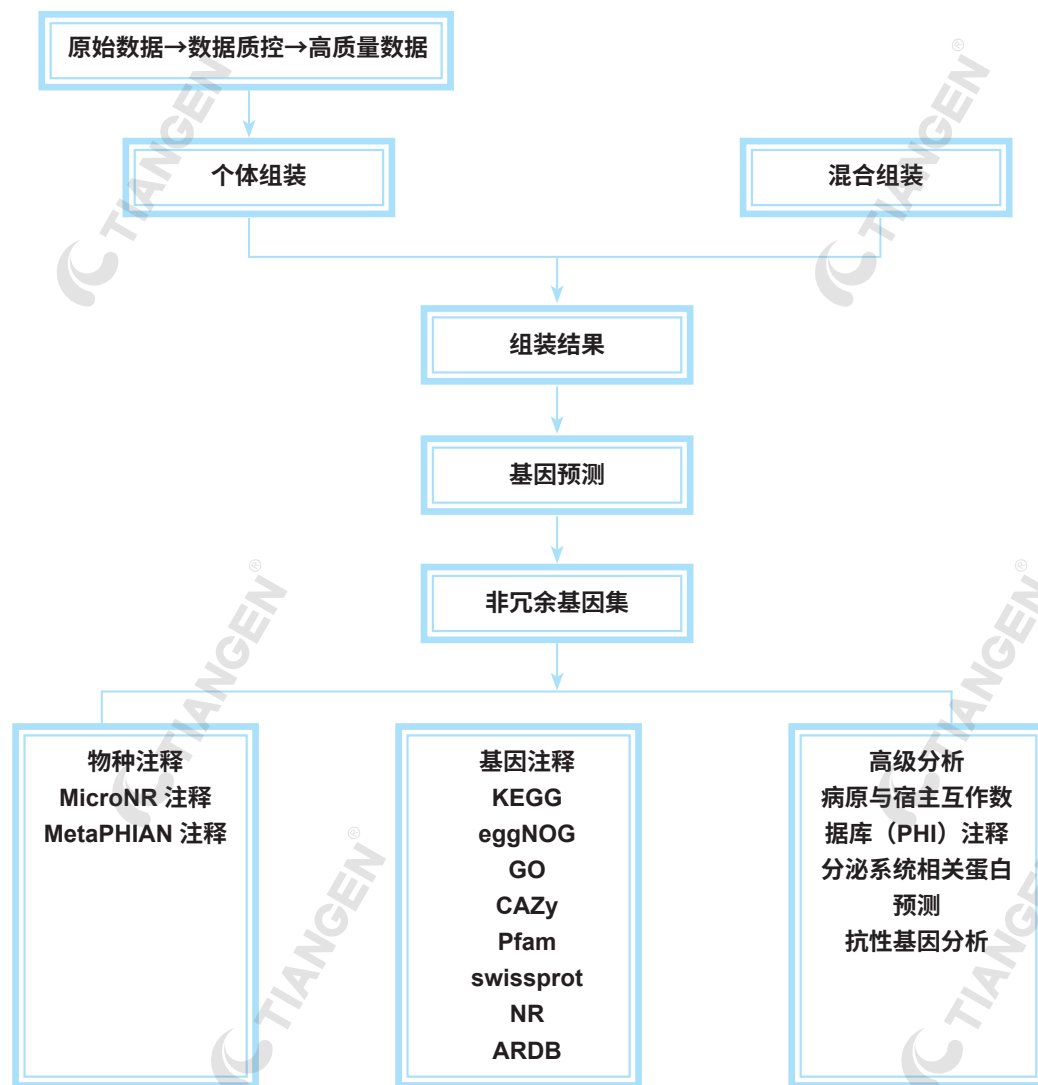 原始数据→数据质控→高质量数据
个体组装
混合组装
组装结果
基因预测
非冗余基因集
物种注释
MicroNR 注释
MetaPHIAN 注释
基因注释
KEGG
eggNOG
GO
CAZy
Pfam
swissprot
NR
ARDB
高级分析
病原与宿主互作数
据库（PHI）注释
分泌系统相关蛋白
预测
抗性基因分析
TIANGEN®
TIANGEN®
TIANGEN®
TIANGEN®
TIANGEN®
TIANGEN